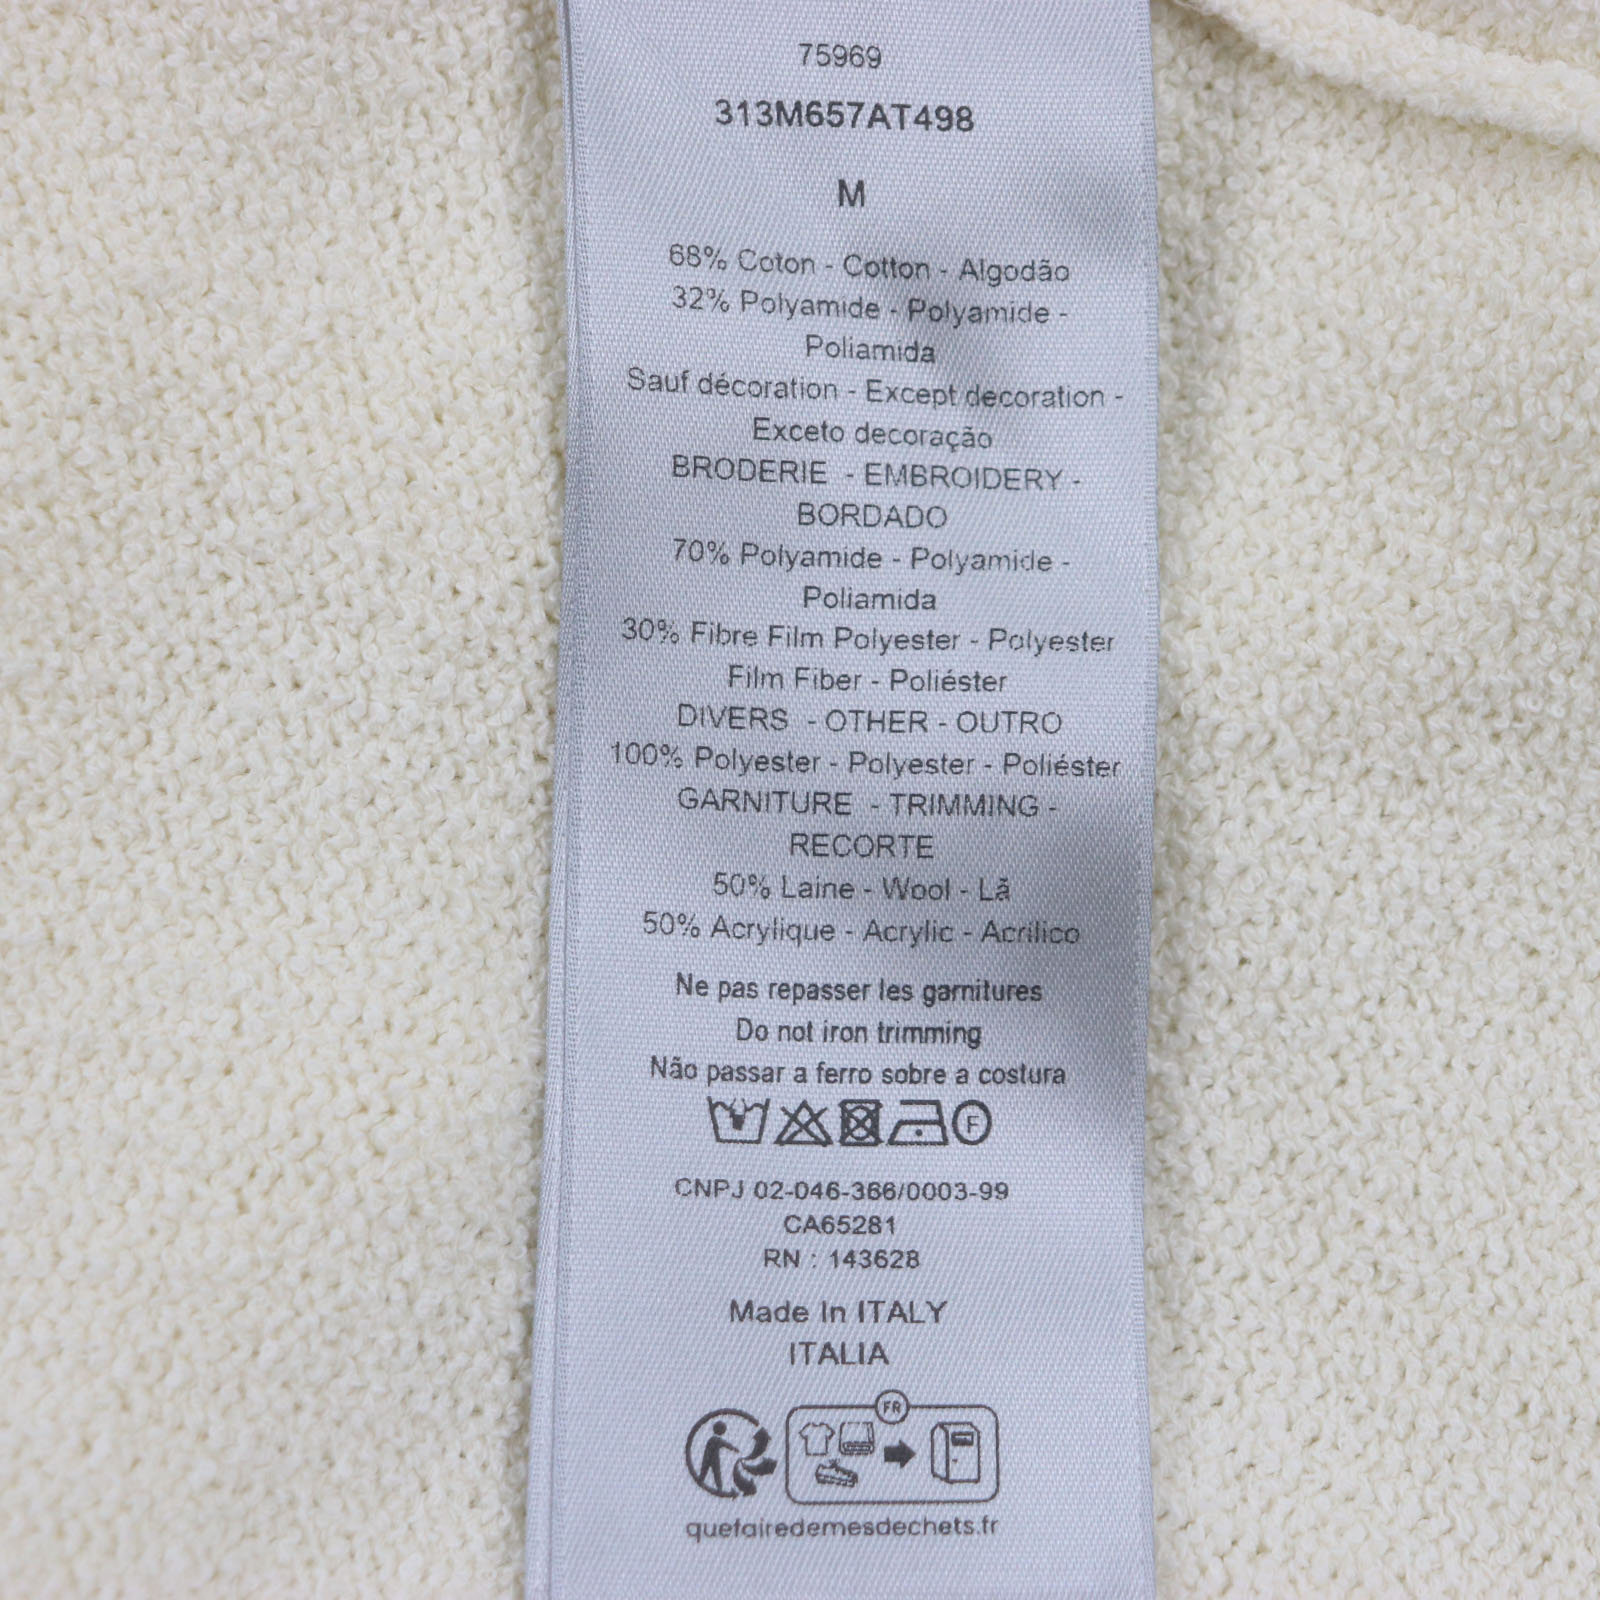 75969
313M657AT498
M
68% Coton - Cotton - Algodão
32% Polyamide - Polyamide -
Poliamida
Sauf décoration - Except decoration -
Exceto decoração
BRODERIE - EMBROIDERY -
BORDADO
70% Polyamide - Polyamide -
Poliamida
30% Fibre Film Polyester - Polyester
Film Fiber - Poliéster
DIVERS - OTHER - OUTRO
100% Polyester - Polyester - Poliéster
GARNITURE - TRIMMING -
RECORTE
50% Laine - Wool - Lã
50% Acrylique - Acrylic - Acrilico
Ne pas repasser les garnitures
Do not iron trimming
Não passar a ferro sobre a costura
F
CNPJ 02-046-366/0003-99
CA65281
RN : 143628
Made In ITALY
ITALIA
FR
quefairedemesdechets.fr